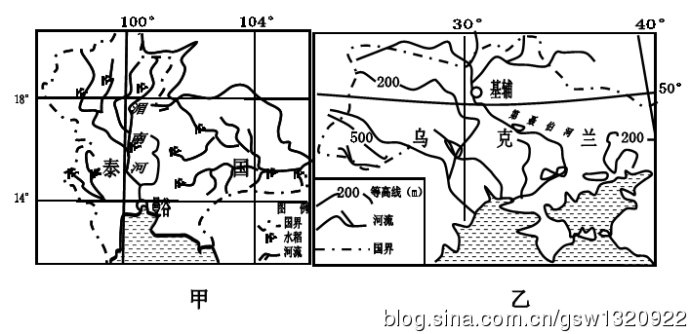 100° 104°
18°
14°
湄南河
泰 国
曼谷
图 例
国界
水稻
河流
甲
30° 40°
50°
200
500
200
基辅
第聂伯河
乌 克 兰
200 等高线 (m)
河流
国界
乙
blog.sina.com.cn/gsw1320922